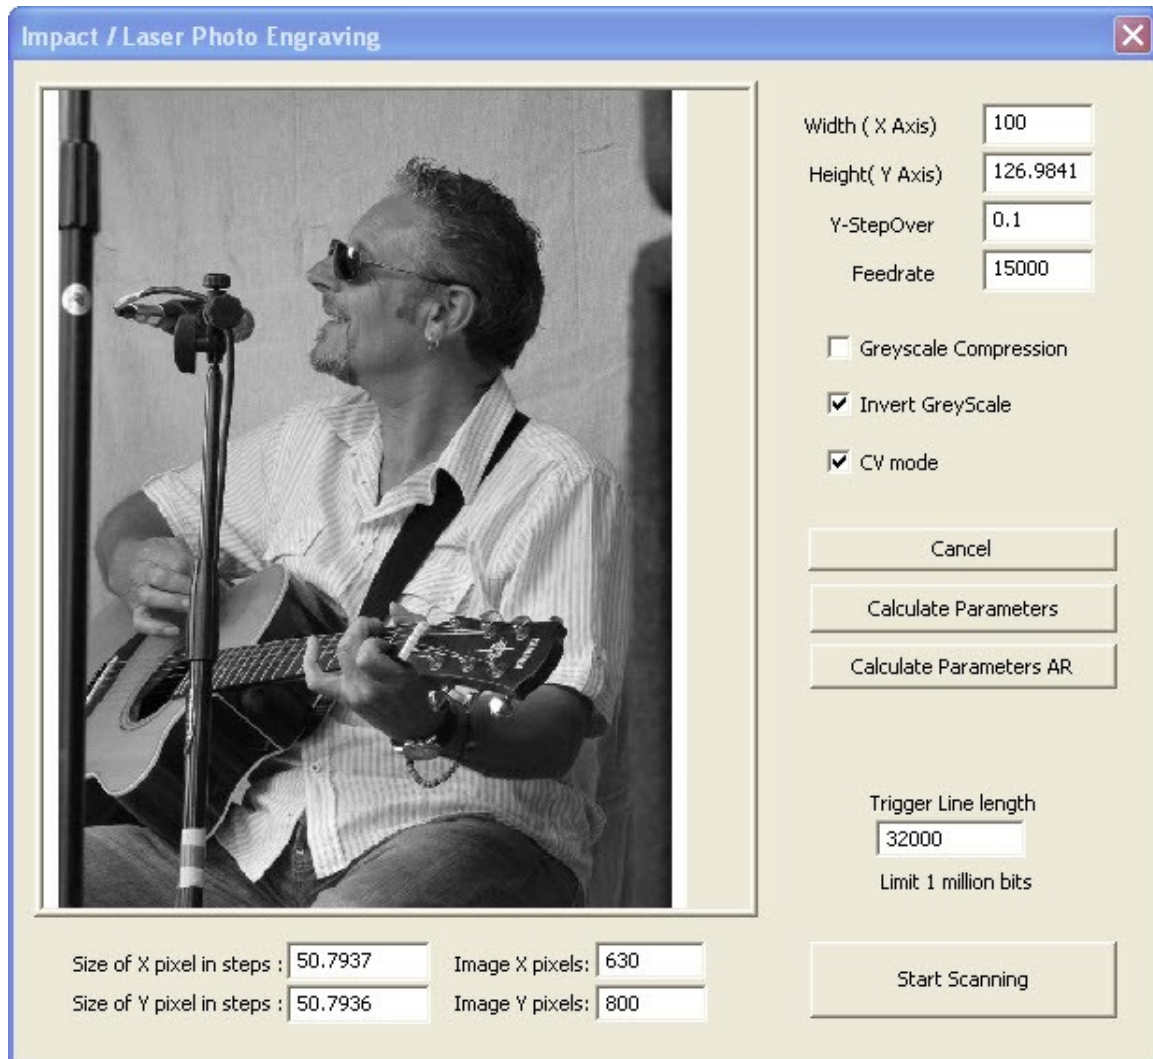 Impact / Laser Photo Engraving
Width ( X Axis) 100
Height( Y Axis) 126.9841
Y-StepOver 0.1
Feedrate 15000
Greyscale Compression
Invert GreyScale
CV mode
Cancel
Calculate Parameters
Calculate Parameters AR
YAMAHA
Trigger Line length
32000
Limit 1 million bits
Size of X pixel in steps : 50.7937 Image X pixels: 630
Size of Y pixel in steps : 50.7936 Image Y pixels: 800
Start Scanning